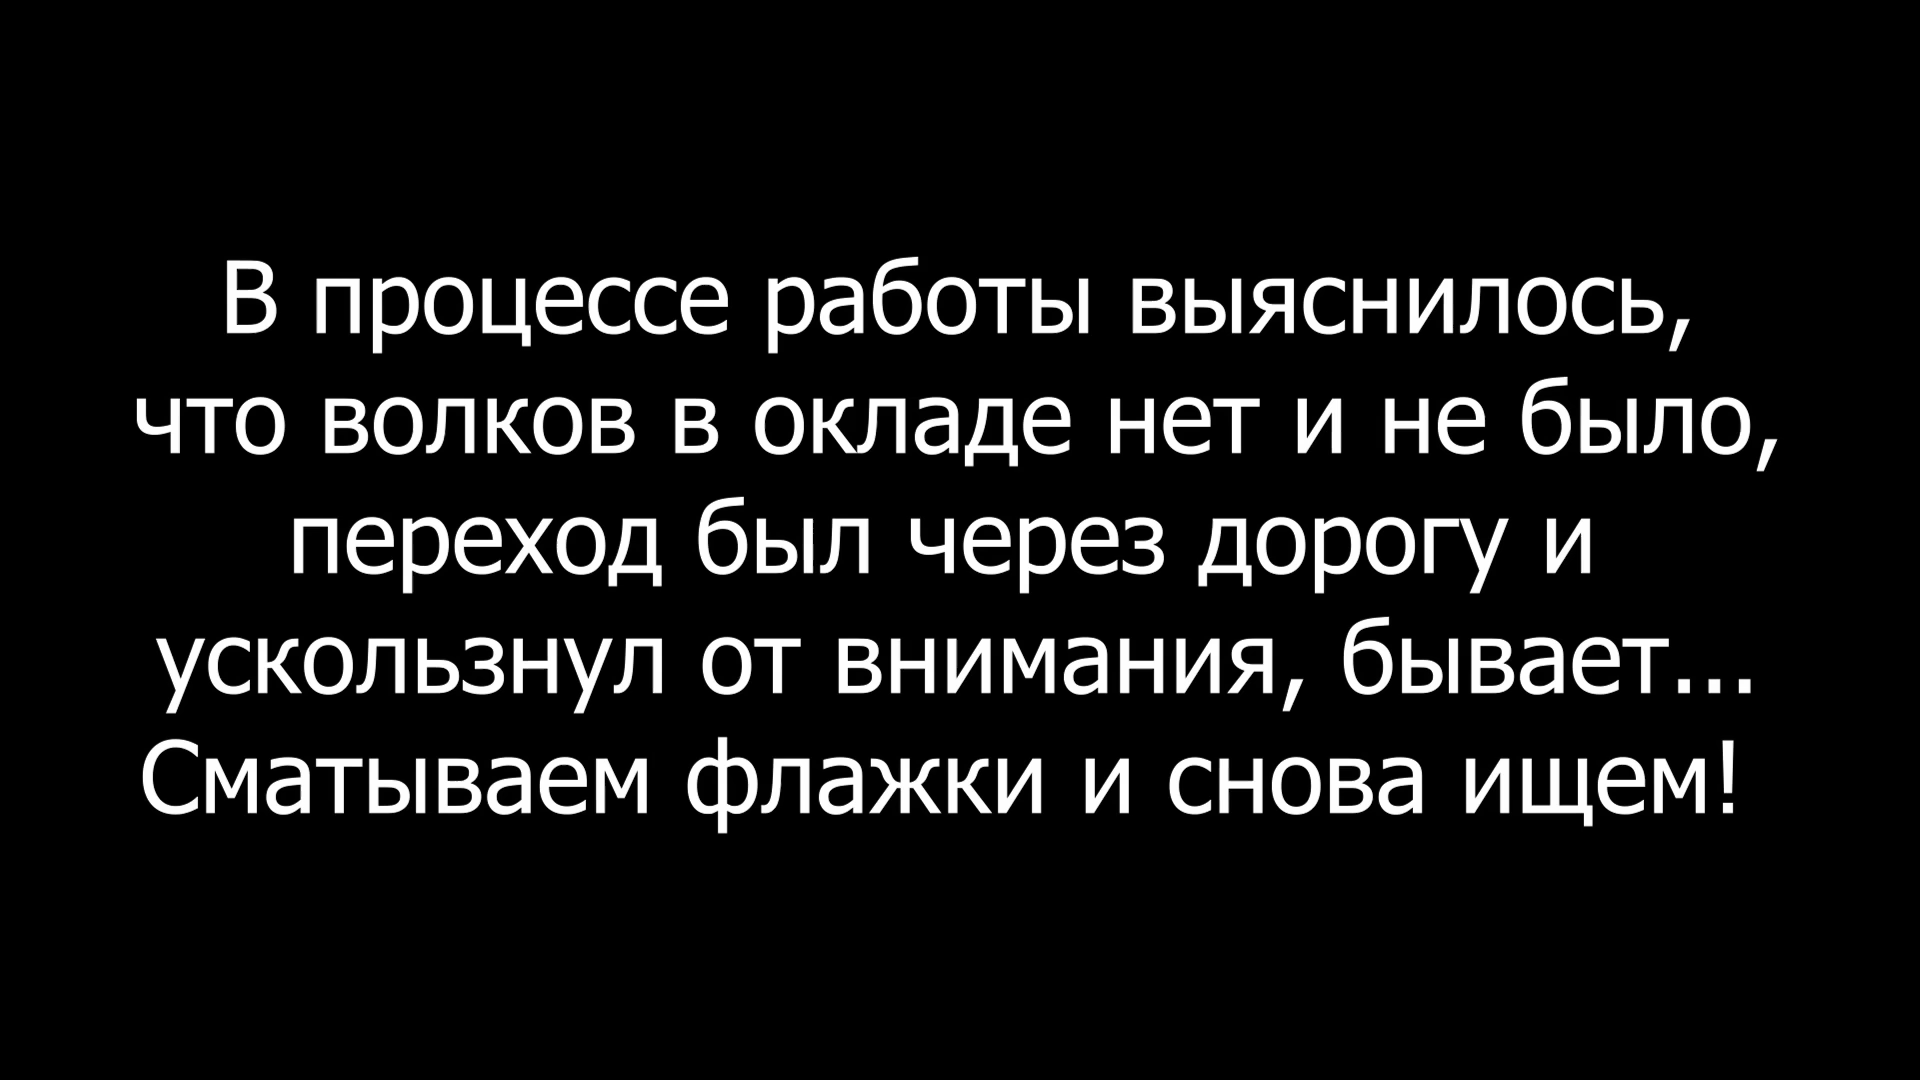 В процессе работы выяснилось,
что волков в окладе нет и не было,
переход был через дорогу и
ускользнул от внимания, бывает...
Сматываем флажки и снова ищем!